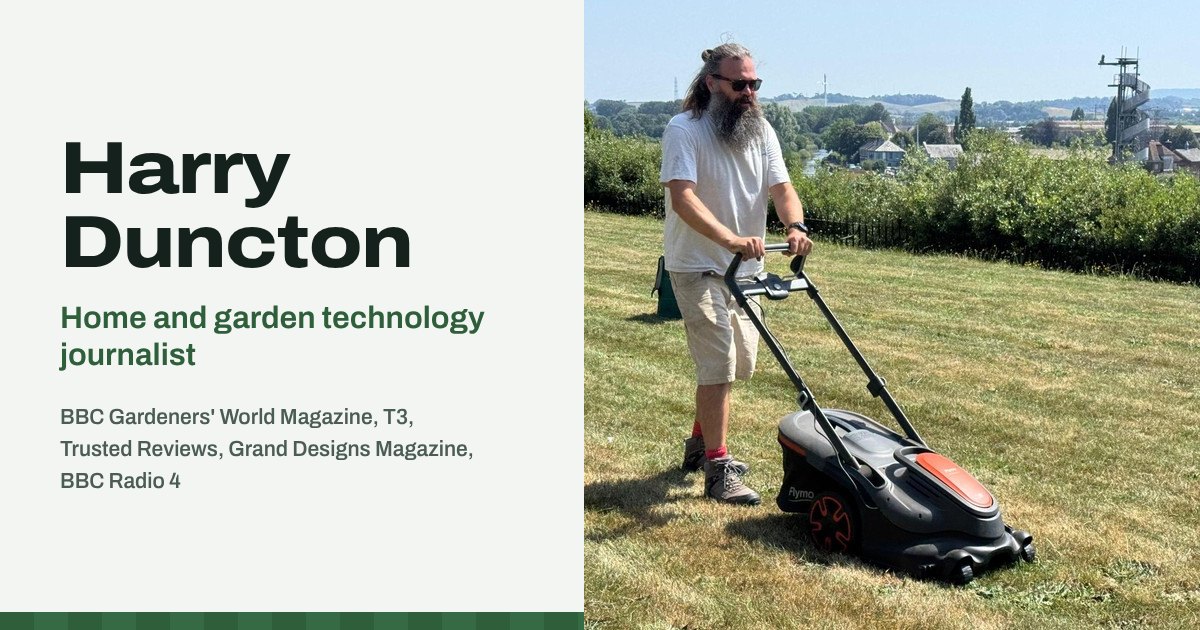 Harry
Duncton
Home and garden technology
journalist
BBC Gardeners' World Magazine, T3,
Trusted Reviews, Grand Designs Magazine,
BBC Radio 4
Flymo